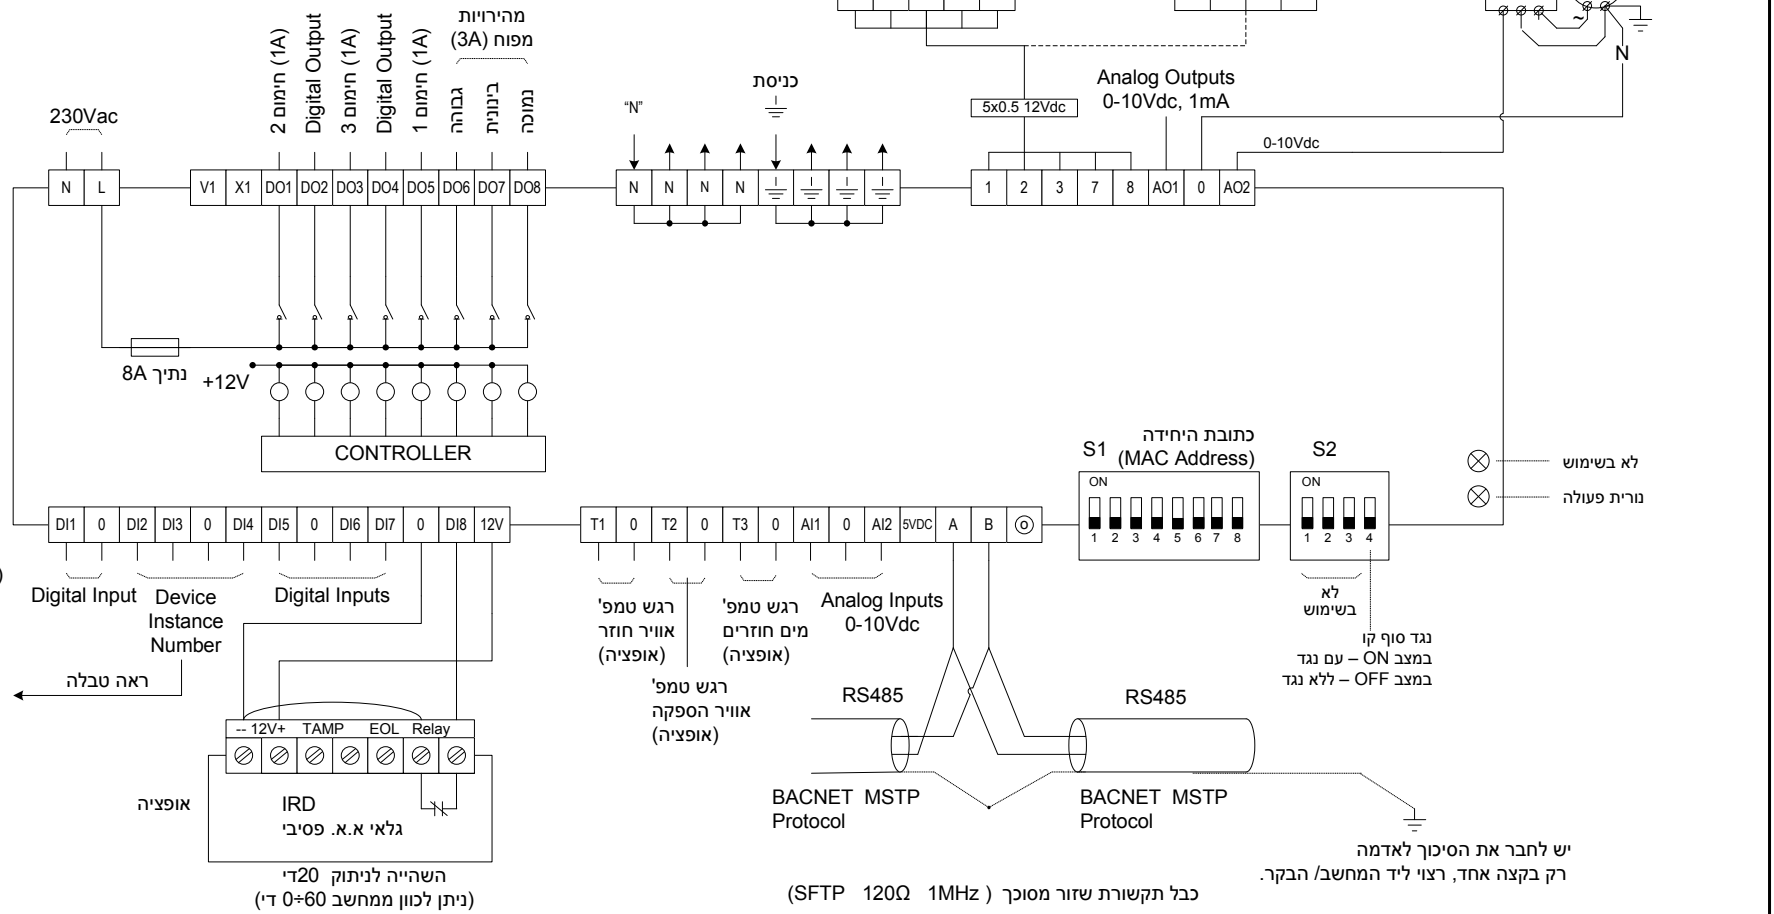 מהירויות
מפוח (3A)
חימום 2 (1A)
Digital Output
חימום 3 (1A)
Digital Output
חימום 1 (1A)
גבוהה
בינונית
נמוכה
230Vac
"N"
כניסת
5x0.5 12Vdc
Analog Outputs
0-10Vdc, 1mA
~
N
0-10Vdc
N L
V1 X1 DO1 DO2 DO3 DO4 DO5 DO6 DO7 DO8
N N N N
1 2 3 7 8 AO1 0 AO2
נתיך 8A
+12V
CONTROLLER
S1
כתובת היחידה
(MAC Address)
ON
1 2 3 4 5 6 7 8
S2
ON
1 2 3 4
לא בשימוש
נורית פעולה
DI1 0 DI2 DI3 0 DI4 DI5 0 DI6 DI7 0 DI8 12V
T1 0 T2 0 T3 0 AI1 0 AI2 5VDC A B
)
Digital Input
Device
Instance
Number
Digital Inputs
ראה טבלה
רגש טמפ'
אוויר חוזר
(אופציה)
רגש טמפ'
אוויר הספקה
(אופציה)
רגש טמפ'
מים חוזרים
(אופציה)
Analog Inputs
0-10Vdc
לא
בשימוש
נגד סוף קו
במצב ON – עם נגד
במצב OFF – ללא נגד
RS485
RS485
-- 12V+ TAMP EOL Relay
אופציה
IRD
גלאי א.א. פסיבי
BACNET MSTP
Protocol
BACNET MSTP
Protocol
יש לחבר את הסיכוך לאדמה
רק בקצה אחד, רצוי ליד המחשב/ הבקר.
השהייה לניתוק 20די
(ניתן לכוון ממחשב 60÷0 די)
כבל תקשורת שזור מסוכך ( SFTP 120Ω 1MHz)